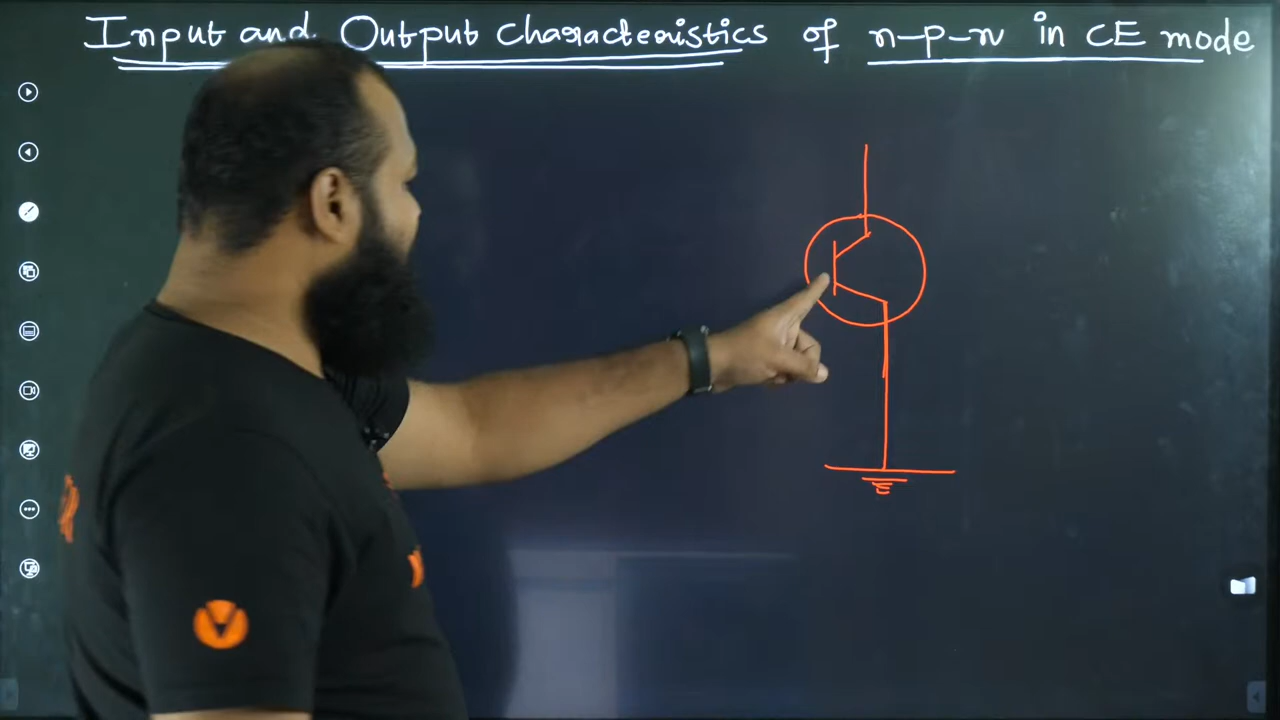 Input and Output Characteristics of n-p-n in CE mode